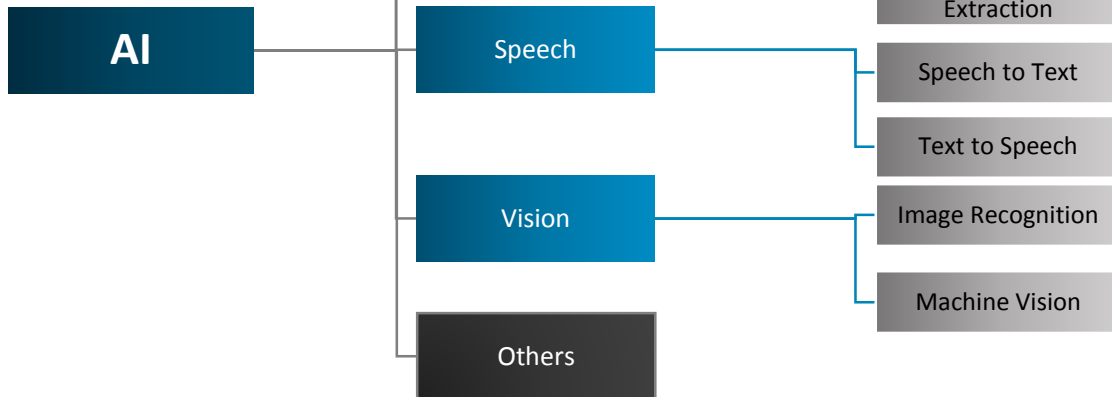 Extraction
AI
Speech
Speech to Text
Text to Speech
Vision
Image Recognition
Machine Vision
Others